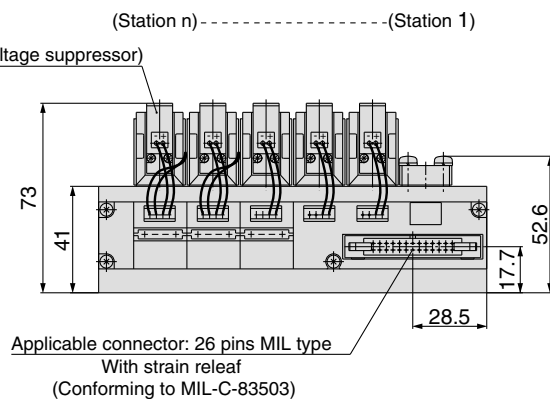 (Station n)
(Station 1)
ltage suppressor)
73
41
52.6
17.7
28.5
Applicable connector: 26 pins MIL type
With strain releaf
(Conforming to MIL-C-83503)